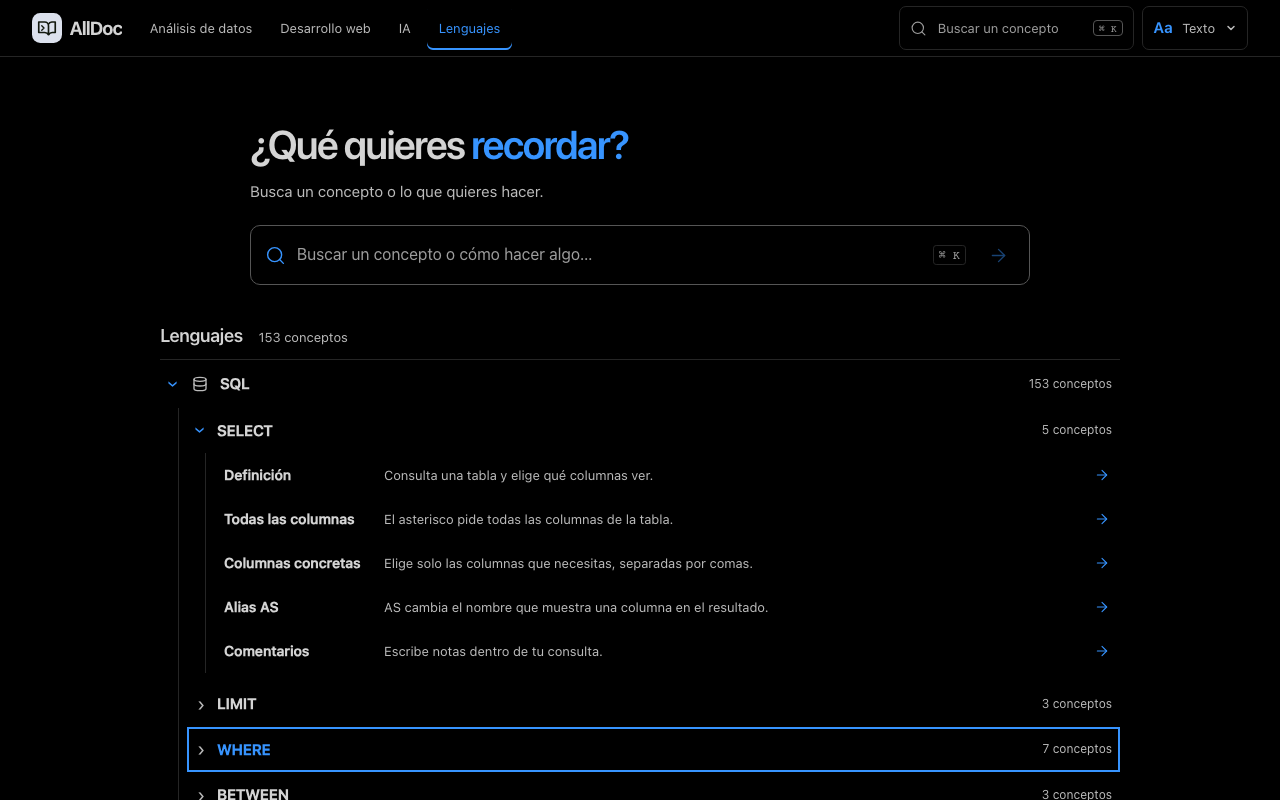 AllDoc
Análisis de datos
Desarrollo web
IA
Lenguajes
Buscar un concepto
⌘ K
Aa Texto
¿Qué quieres recordar?
Busca un concepto o lo que quieres hacer.
Buscar un concepto o cómo hacer algo...
⌘ K
Lenguajes 153 conceptos
SQL 153 conceptos
SELECT 5 conceptos
Definición Consulta una tabla y elige qué columnas ver.
Todas las columnas El asterisco pide todas las columnas de la tabla.
Columnas concretas Elige solo las columnas que necesitas, separadas por comas.
Alias AS AS cambia el nombre que muestra una columna en el resultado.
Comentarios Escribe notas dentro de tu consulta.
LIMIT 3 conceptos
WHERE 7 conceptos
BETWEEN 3 conceptos